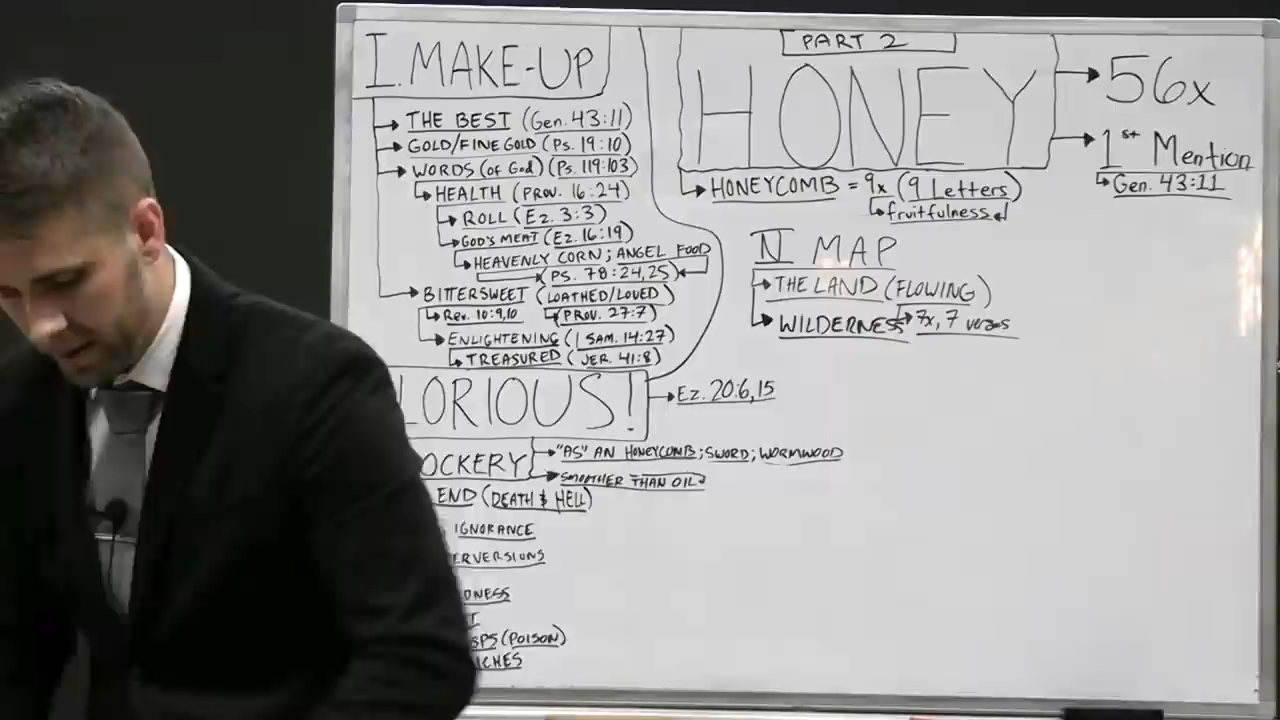 I. MAKE-UP
THE BEST (Gen. 43:11)
GOLD/FINE GOLD (Ps. 19:10)
WORDS (of God) (Ps. 119:103)
HEALTH (PROV. 16:24)
ROLL (Ez. 3:3)
GOD'S MEAT (Ez. 16:19)
HEAVENLY CORN; ANGEL FOOD
(PS. 78:24,25)
BITTERSWEET (LOATHED/LOVED)
Rev. 10:9,10 (PROV. 27:7)
ENLIGHTENING (1 SAM. 14:27)
TREASURED (JER. 41:8)
LORIOUS!
Ez. 20:6,15
OCKERY
"AS" AN HONEYCOMB; SWORD; WORMWOOD
SMOOTHER THAN OIL
END (DEATH & HELL)
IGNORANCE
ERVERSIONS
ONESS
T
SPS (POISON)
ICHES
PART 2
HONEY
56x
1st Mention
Gen. 43:11
HONEYCOMB = 9x (9 Letters)
fruitfulness
MAP
THE LAND (FLOWING)
WILDERNESS 7x, 7 verses